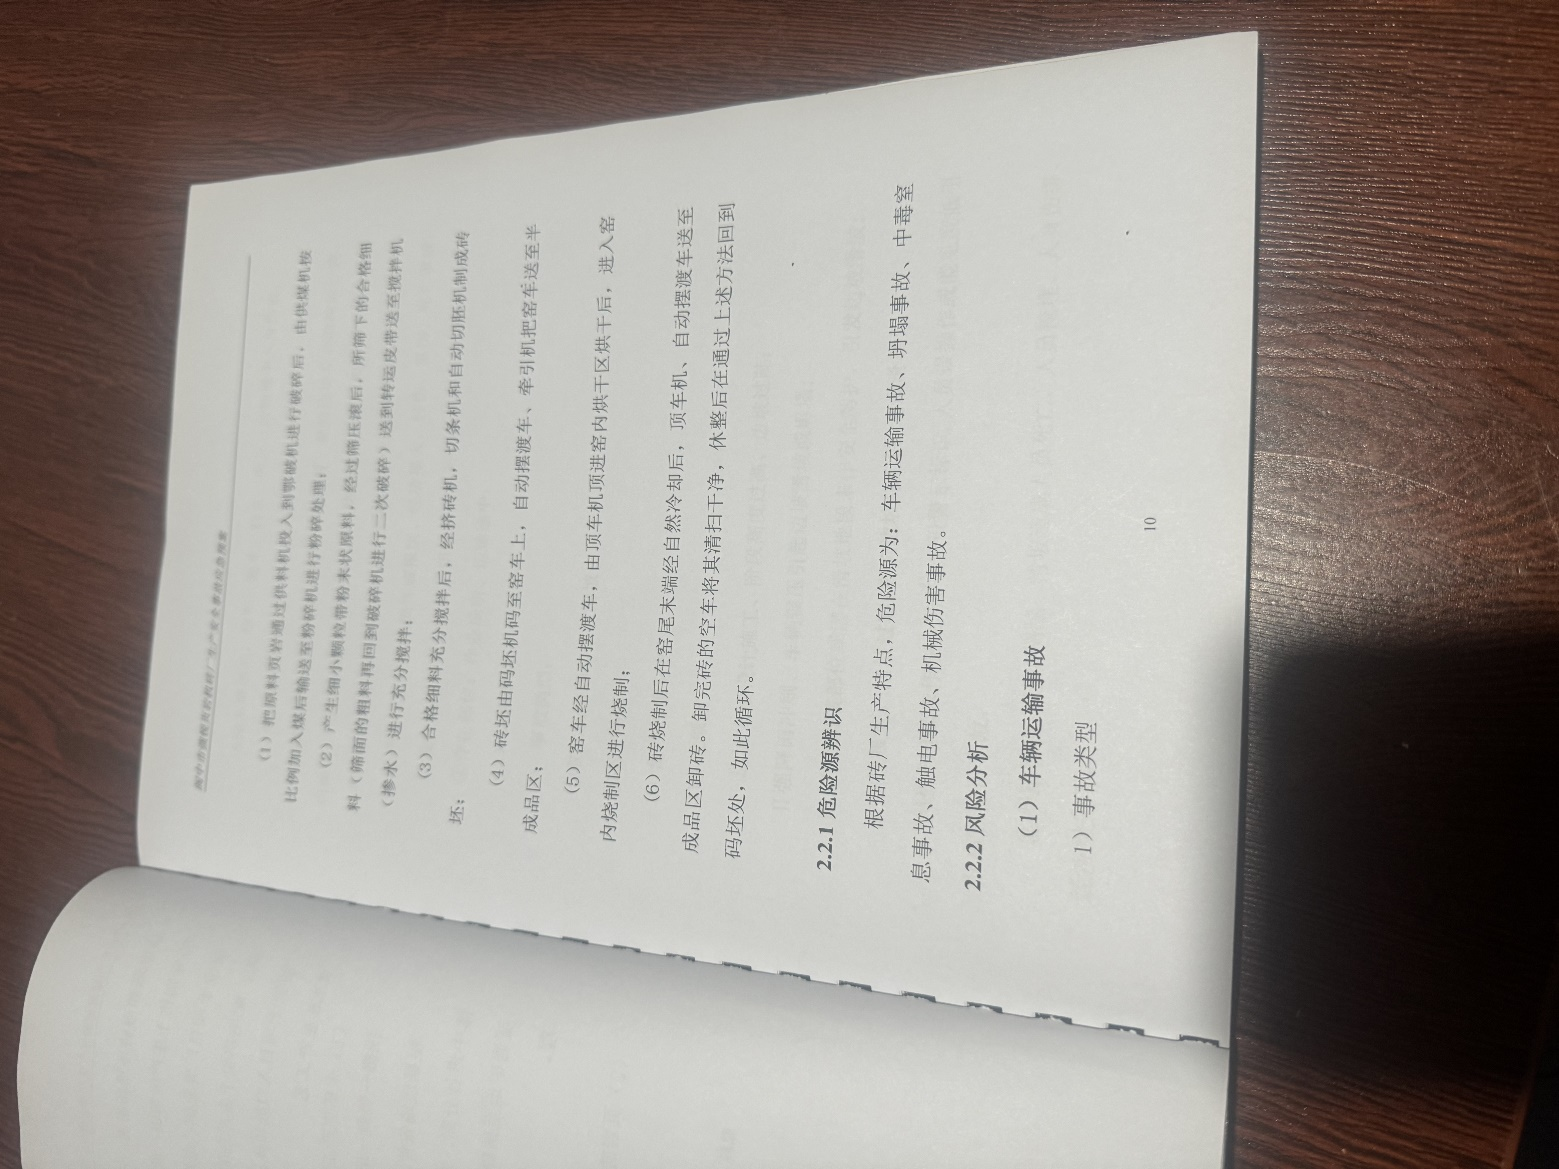 页岩机砖厂生产安全事故应急预案
（1）把原料页岩通过供料机投入到鄂破机进行破碎后，由供煤机按
比例加入煤后输送至粉碎机进行粉碎处理；
（2）产生细小颗粒带粉末状原料，经过筛压滚后，所筛下的合格细
料（筛面的粗料再回到破碎机进行二次破碎）送到转运皮带送至搅拌机
（掺水）进行充分搅拌；
（3）合格细料充分搅拌后，经挤砖机，切条机和自动切胚机制成砖
坯；
（4）砖坯由码坯机码至窑车上，自动摆渡车、牵引机把窑车送至半
成品区；
（5）窑车经自动摆渡车，由顶车机顶进窑内烘干区烘干后，进入窑
内烧制区进行烧制；
（6）砖烧制后在窑尾末端经自然冷却后，顶车机、自动摆渡车送至
成品区卸砖。卸完砖的空车将其清扫干净，休整后在通过上述方法回到
码坯处，如此循环。
2.2.1 危险源辨识
根据砖厂生产特点，危险源为：车辆运输事故、坍塌事故、中毒窒
息事故、触电事故、机械伤害事故。
2.2.2 风险分析
（1）车辆运输事故
1）事故类型
10